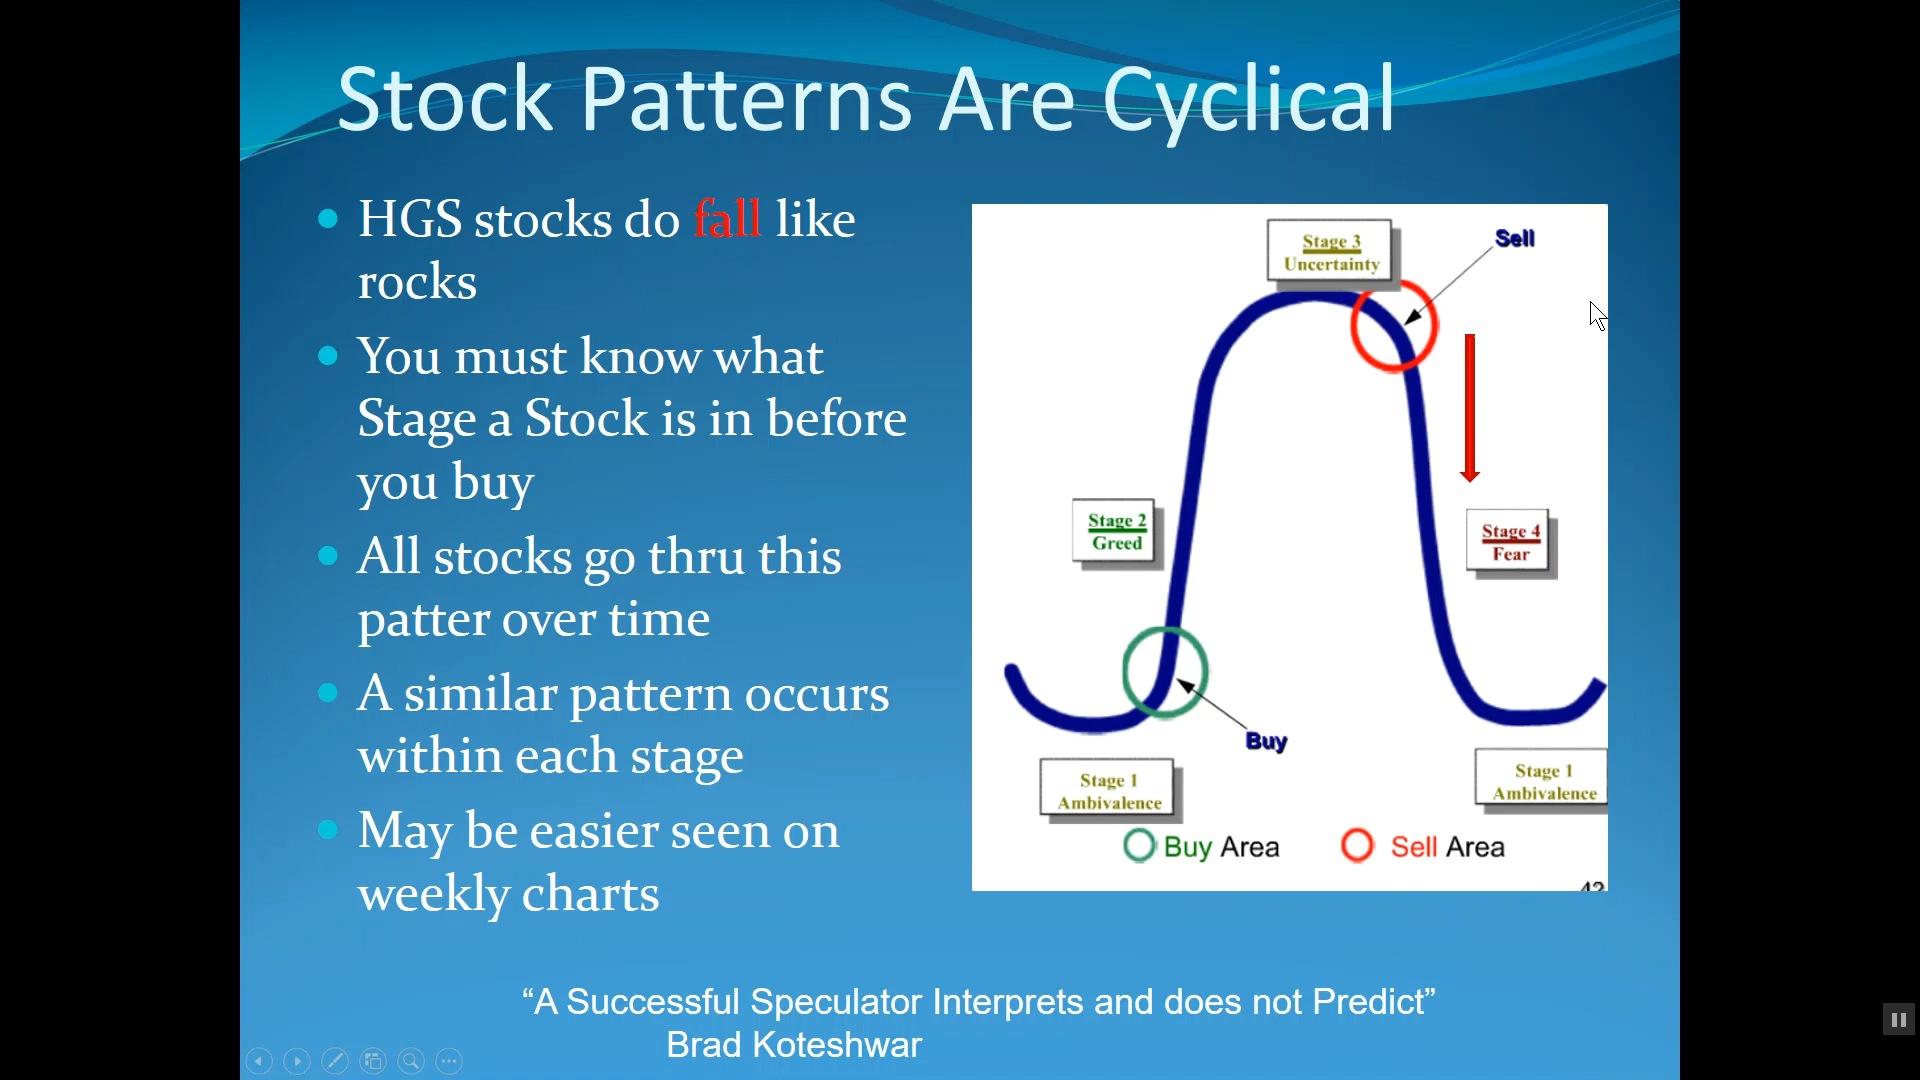 Stock Patterns Are Cyclical
HGS stocks do fall like
rocks
You must know what
Stage a Stock is in before
you buy
All stocks go thru this
patter over time
A similar pattern occurs
within each stage
May be easier seen on
weekly charts
Stage 3
Uncertainty
Sell
Stage 2
Greed
Stage 4
Fear
Buy
Stage 1
Ambivalence
Stage 1
Ambivalence
Buy Area
Sell Area
“A Successful Speculator Interprets and does not Predict”
Brad Koteshwar